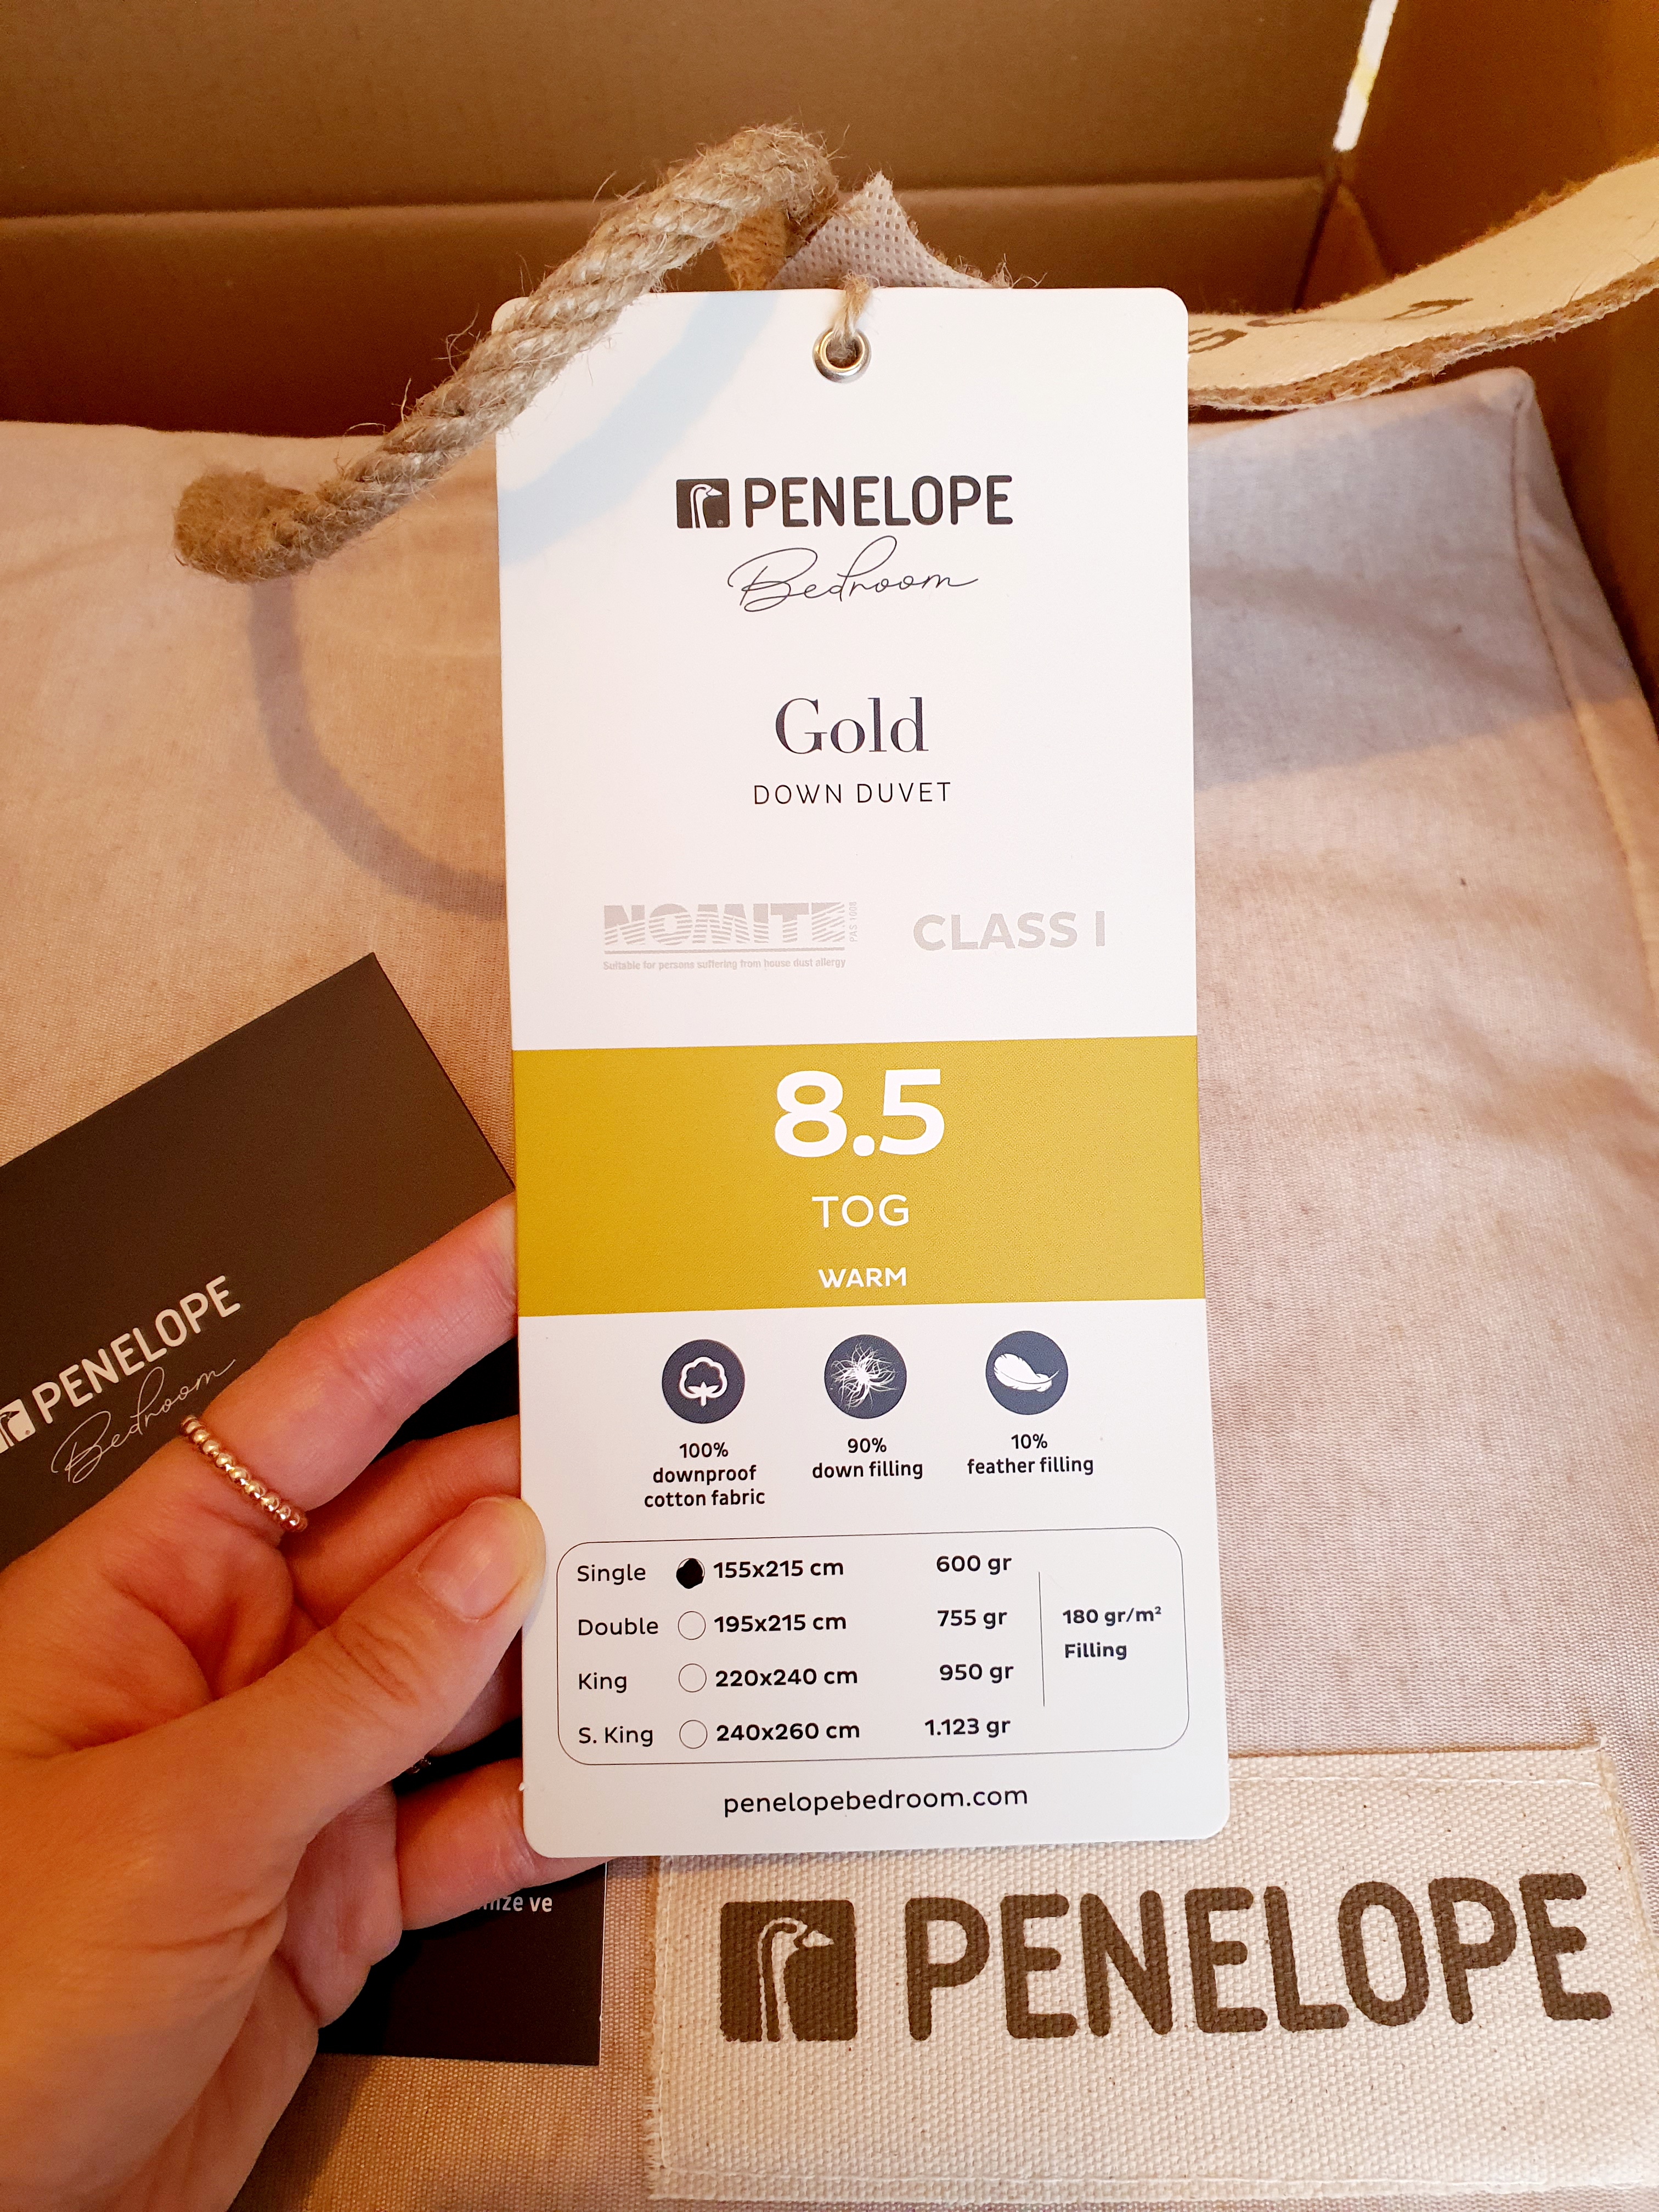 PENELOPE
Bedroom
Gold
DOWN DUVET
NOMITE
PAS 1008
Suitable for persons suffering from house dust allergy
CLASS I
8.5
TOG
WARM
100%
downproof
cotton fabric
90%
down filling
10%
feather filling
Single 155x215 cm 600 gr
Double 195x215 cm 755 gr
King 220x240 cm 950 gr
S. King 240x260 cm 1.123 gr
180 gr/m²
Filling
penelopebedroom.com
PENELOPE
Bedroom
ve
PENELOPE